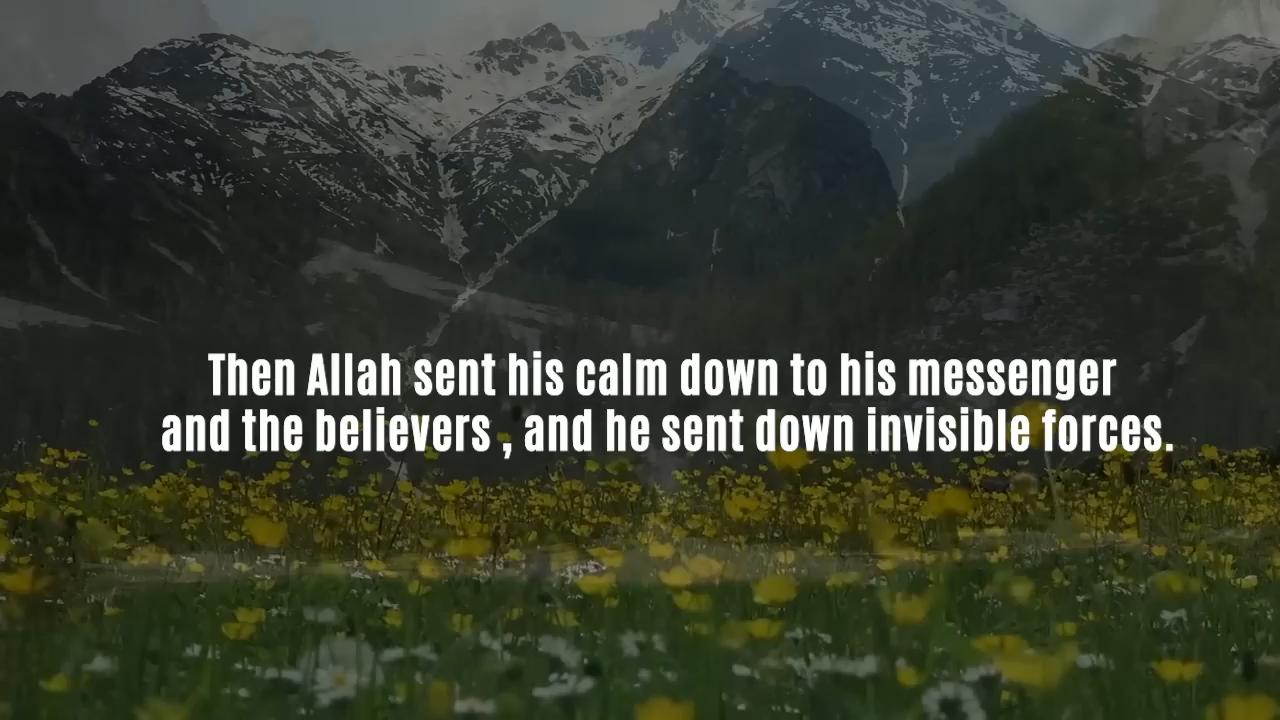 Then Allah sent his calm down to his messenger
and the believers , and he sent down invisible forces.